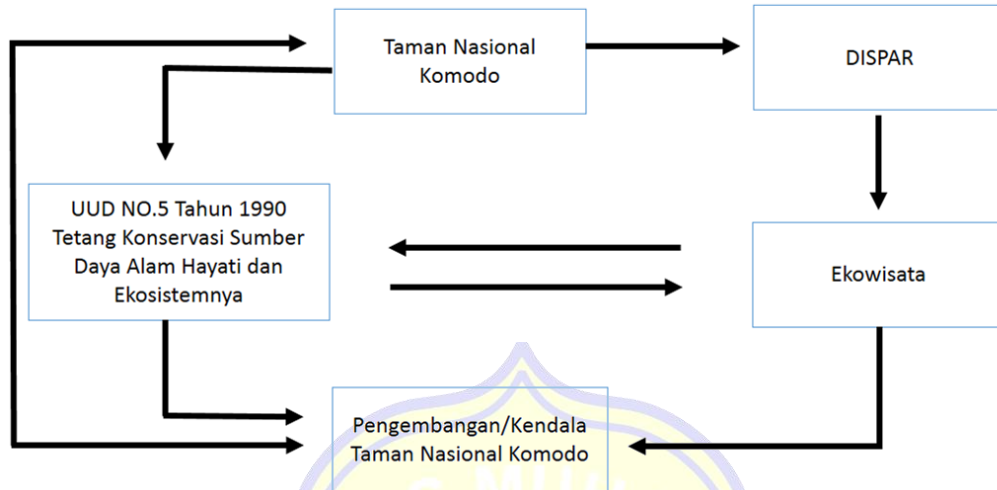 Taman Nasional
Komodo
DISPAR
UUD NO.5 Tahun 1990
Tetang Konservasi Sumber
Daya Alam Hayati dan
Ekosistemnya
Ekowisata
Pengembangan/Kendala
Taman Nasional Komodo